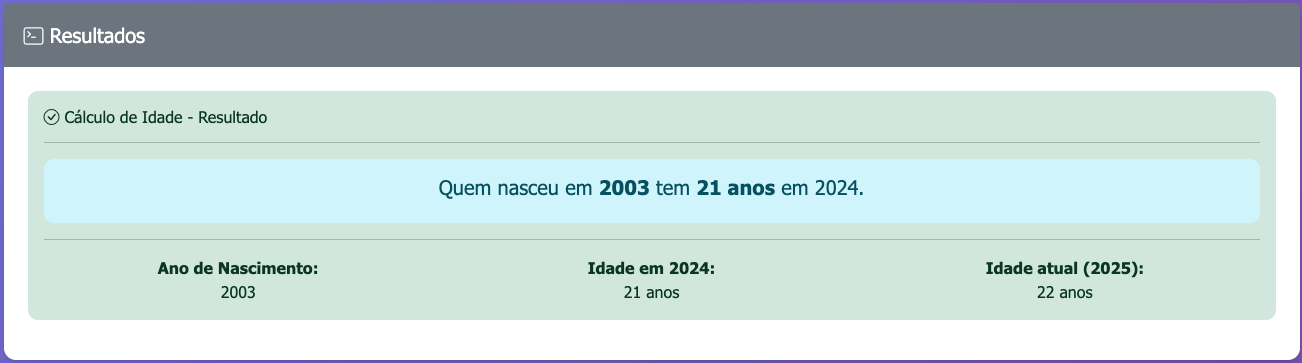 Resultados
Cálculo de Idade - Resultado
Quem nasceu em 2003 tem 21 anos em 2024.
Ano de Nascimento:
2003
Idade em 2024:
21 anos
Idade atual (2025):
22 anos